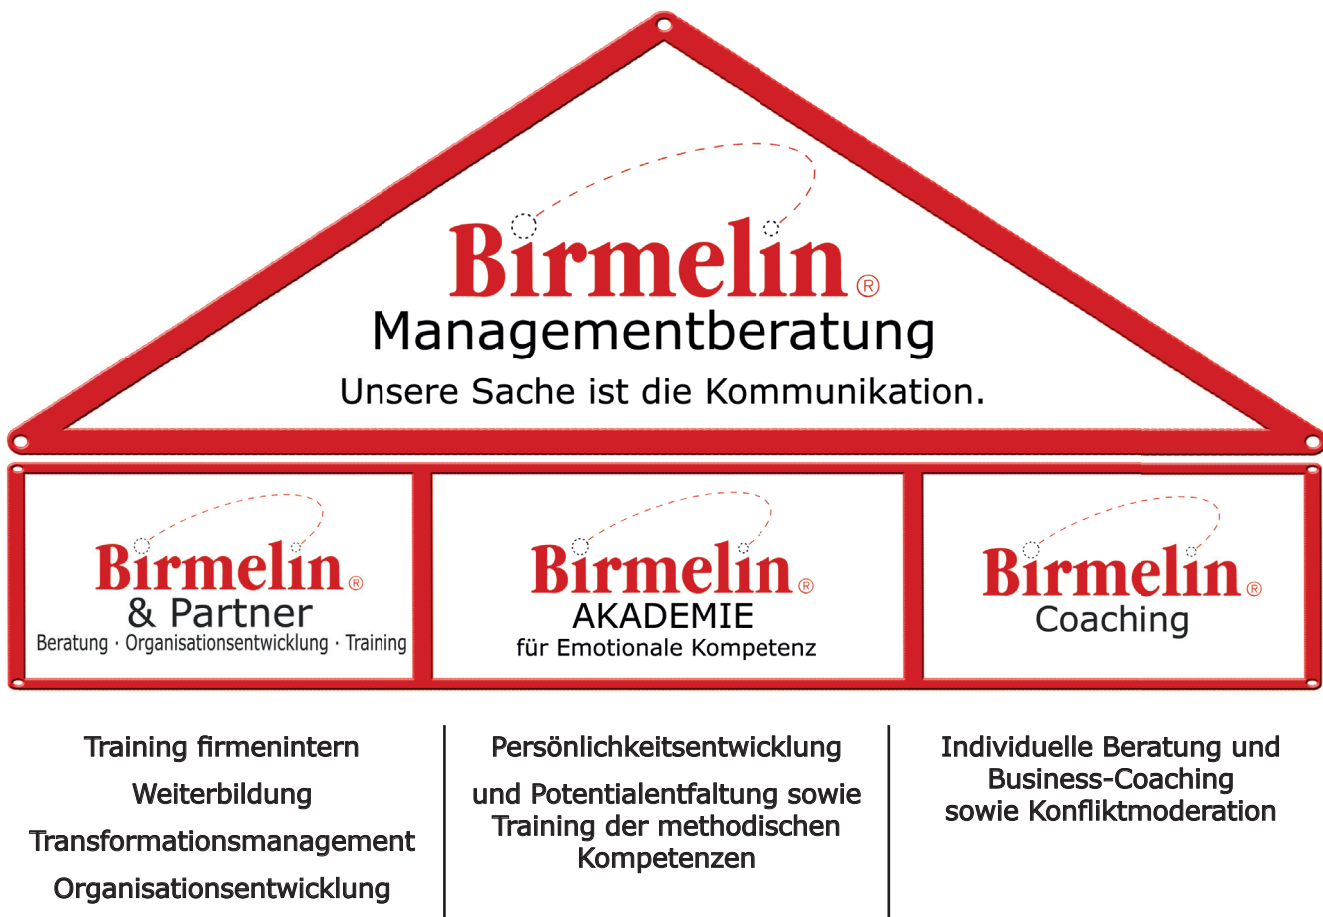 Birmelin®
Managementberatung
Unsere Sache ist die Kommunikation.
Birmelin®
& Partner
Beratung · Organisationsentwicklung · Training
Birmelin®
AKADEMIE
für Emotionale Kompetenz
Birmelin®
Coaching
Training firmenintern
Weiterbildung
Transformationsmanagement
Organisationsentwicklung
Persönlichkeitsentwicklung
und Potentialentfaltung sowie
Training der methodischen
Kompetenzen
Individuelle Beratung und
Business-Coaching
sowie Konfliktmoderation